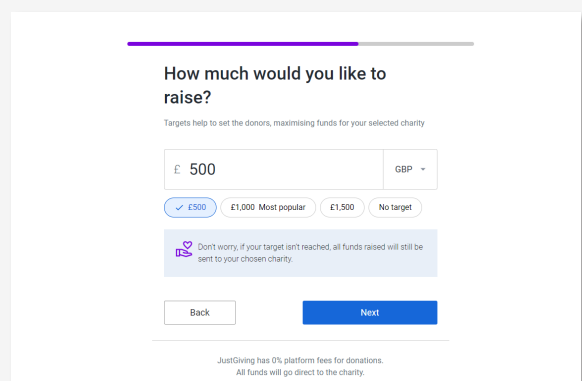 How much would you like to
raise?
Targets help to set the donors, maximising funds for your selected charity
£ 500 GBP
£500 £1,000 Most popular £1,500 No target
Don't worry, if your target isn't reached, all funds raised will still be
sent to your chosen charity.
Back Next
JustGiving has 0% platform fees for donations.
All funds will go direct to the charity.